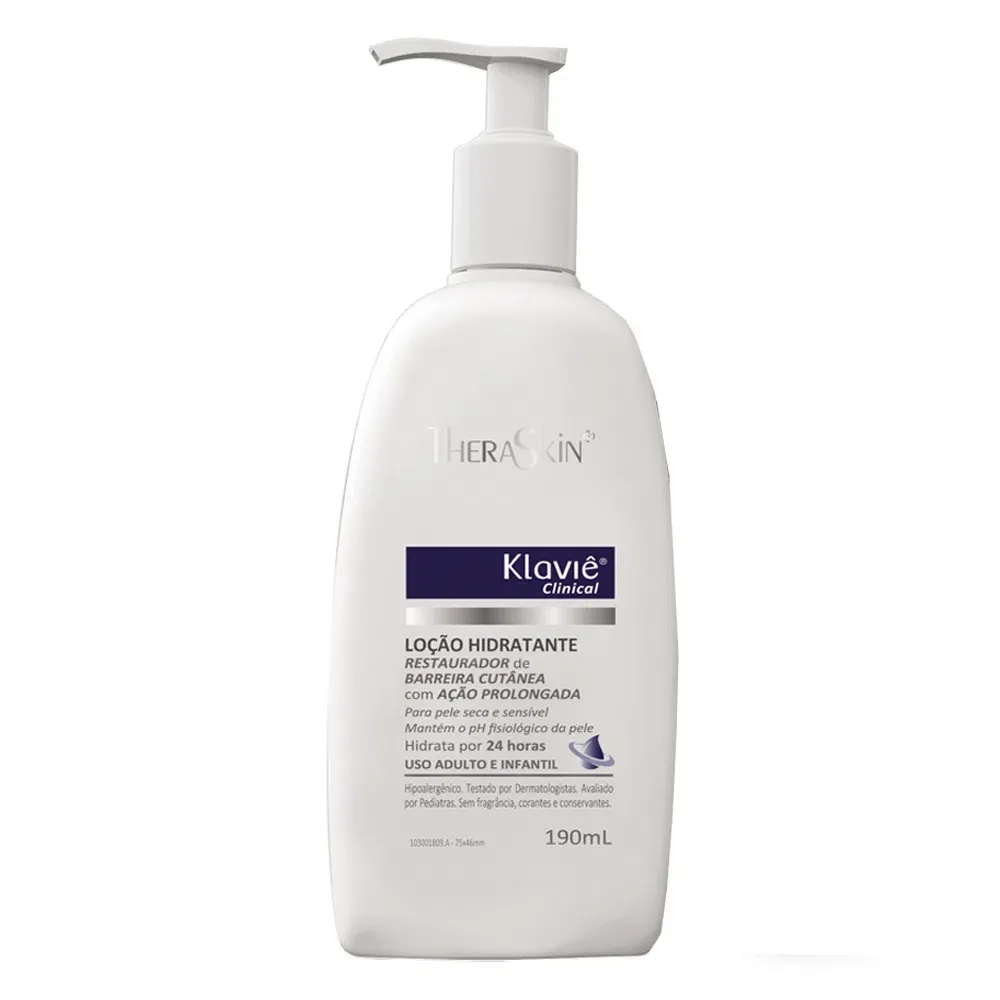 THERASKIN®
Klaviê®
Clinical
LOÇÃO HIDRATANTE
RESTAURADOR de
BARREIRA CUTÂNEA
com AÇÃO PROLONGADA
Para pele seca e sensível
Mantém o pH fisiológico da pele
Hidrata por 24 horas
USO ADULTO E INFANTIL
Hipoalergênico. Testado por Dermatologistas. Avaliado
por Pediatras. Sem fragrância, corantes e conservantes.
103001809.A - 75x46mm
190mL